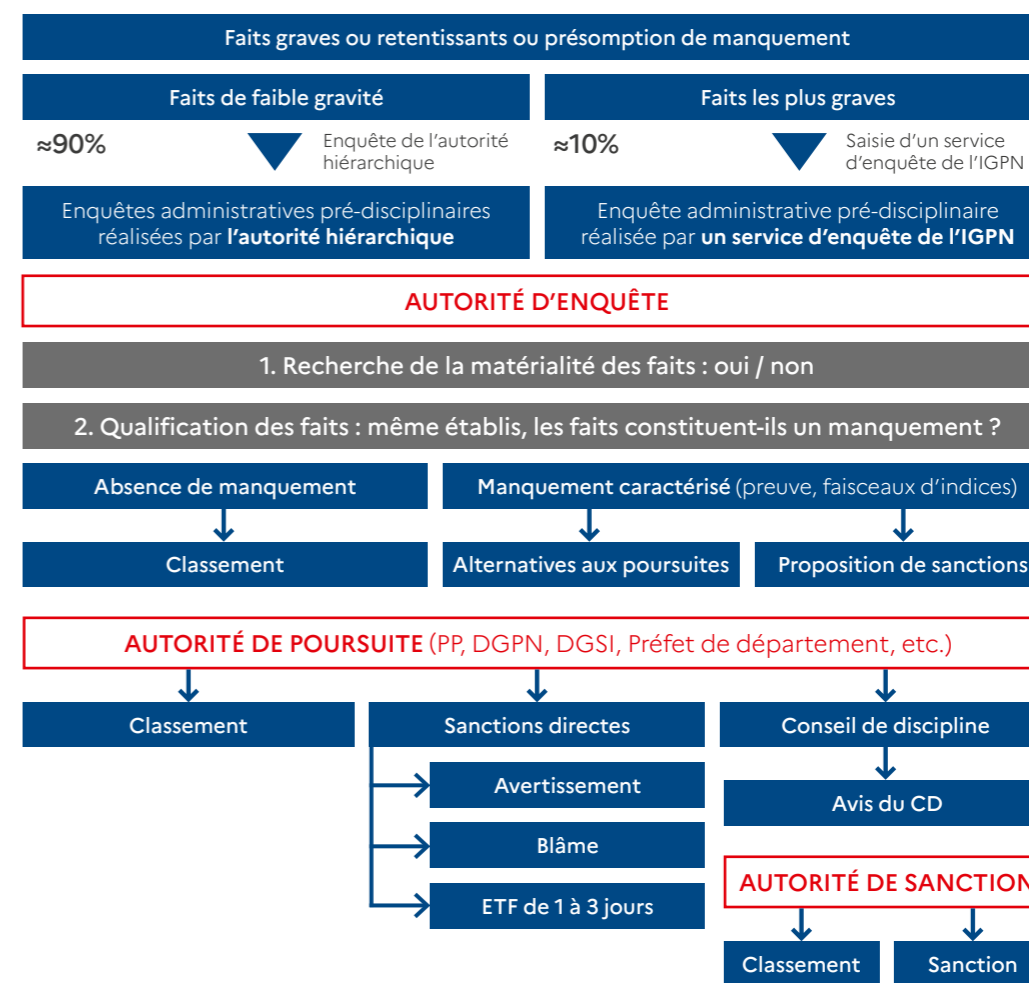 Faits graves ou retentissants ou présomption de manquement
Faits de faible gravité
Faits les plus graves
≈90%
Enquête de l'autorité
hiérarchique
≈10%
Saisie d'un service
d'enquête de l'IGPN
Enquêtes administratives pré-disciplinaires
réalisées par l'autorité hiérarchique
Enquête administrative pré-disciplinaire
réalisée par un service d'enquête de l'IGPN
AUTORITÉ D'ENQUÊTE
1. Recherche de la matérialité des faits : oui / non
2. Qualification des faits : même établis, les faits constituent-ils un manquement ?
Absence de manquement
Manquement caractérisé (preuve, faisceaux d'indices)
Classement
Alternatives aux poursuites
Proposition de sanctions
AUTORITÉ DE POURSUITE (PP, DGPN, DGSI, Préfet de département, etc.)
Classement
Sanctions directes
Conseil de discipline
Avertissement
Avis du CD
Blâme
AUTORITÉ DE SANCTION
ETF de 1 à 3 jours
Classement
Sanction